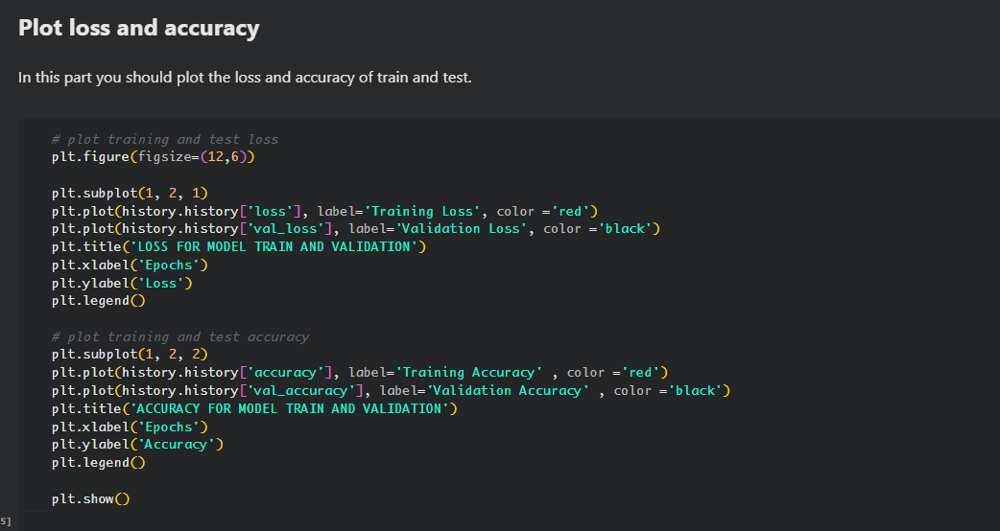 Plot loss and accuracy
In this part you should plot the loss and accuracy of train and test.
# plot training and test loss
plt.figure(figsize=(12,6))
plt.subplot(1, 2, 1)
plt.plot(history.history['loss'], label='Training Loss', color ='red')
plt.plot(history.history['val_loss'], label='Validation Loss', color ='black')
plt.title('LOSS FOR MODEL TRAIN AND VALIDATION')
plt.xlabel('Epochs')
plt.ylabel('Loss')
plt.legend()
# plot training and test accuracy
plt.subplot(1, 2, 2)
plt.plot(history.history['accuracy'], label='Training Accuracy' , color ='red')
plt.plot(history.history['val_accuracy'], label='Validation Accuracy' , color ='black')
plt.title('ACCURACY FOR MODEL TRAIN AND VALIDATION')
plt.xlabel('Epochs')
plt.ylabel('Accuracy')
plt.legend()
plt.show()
5]